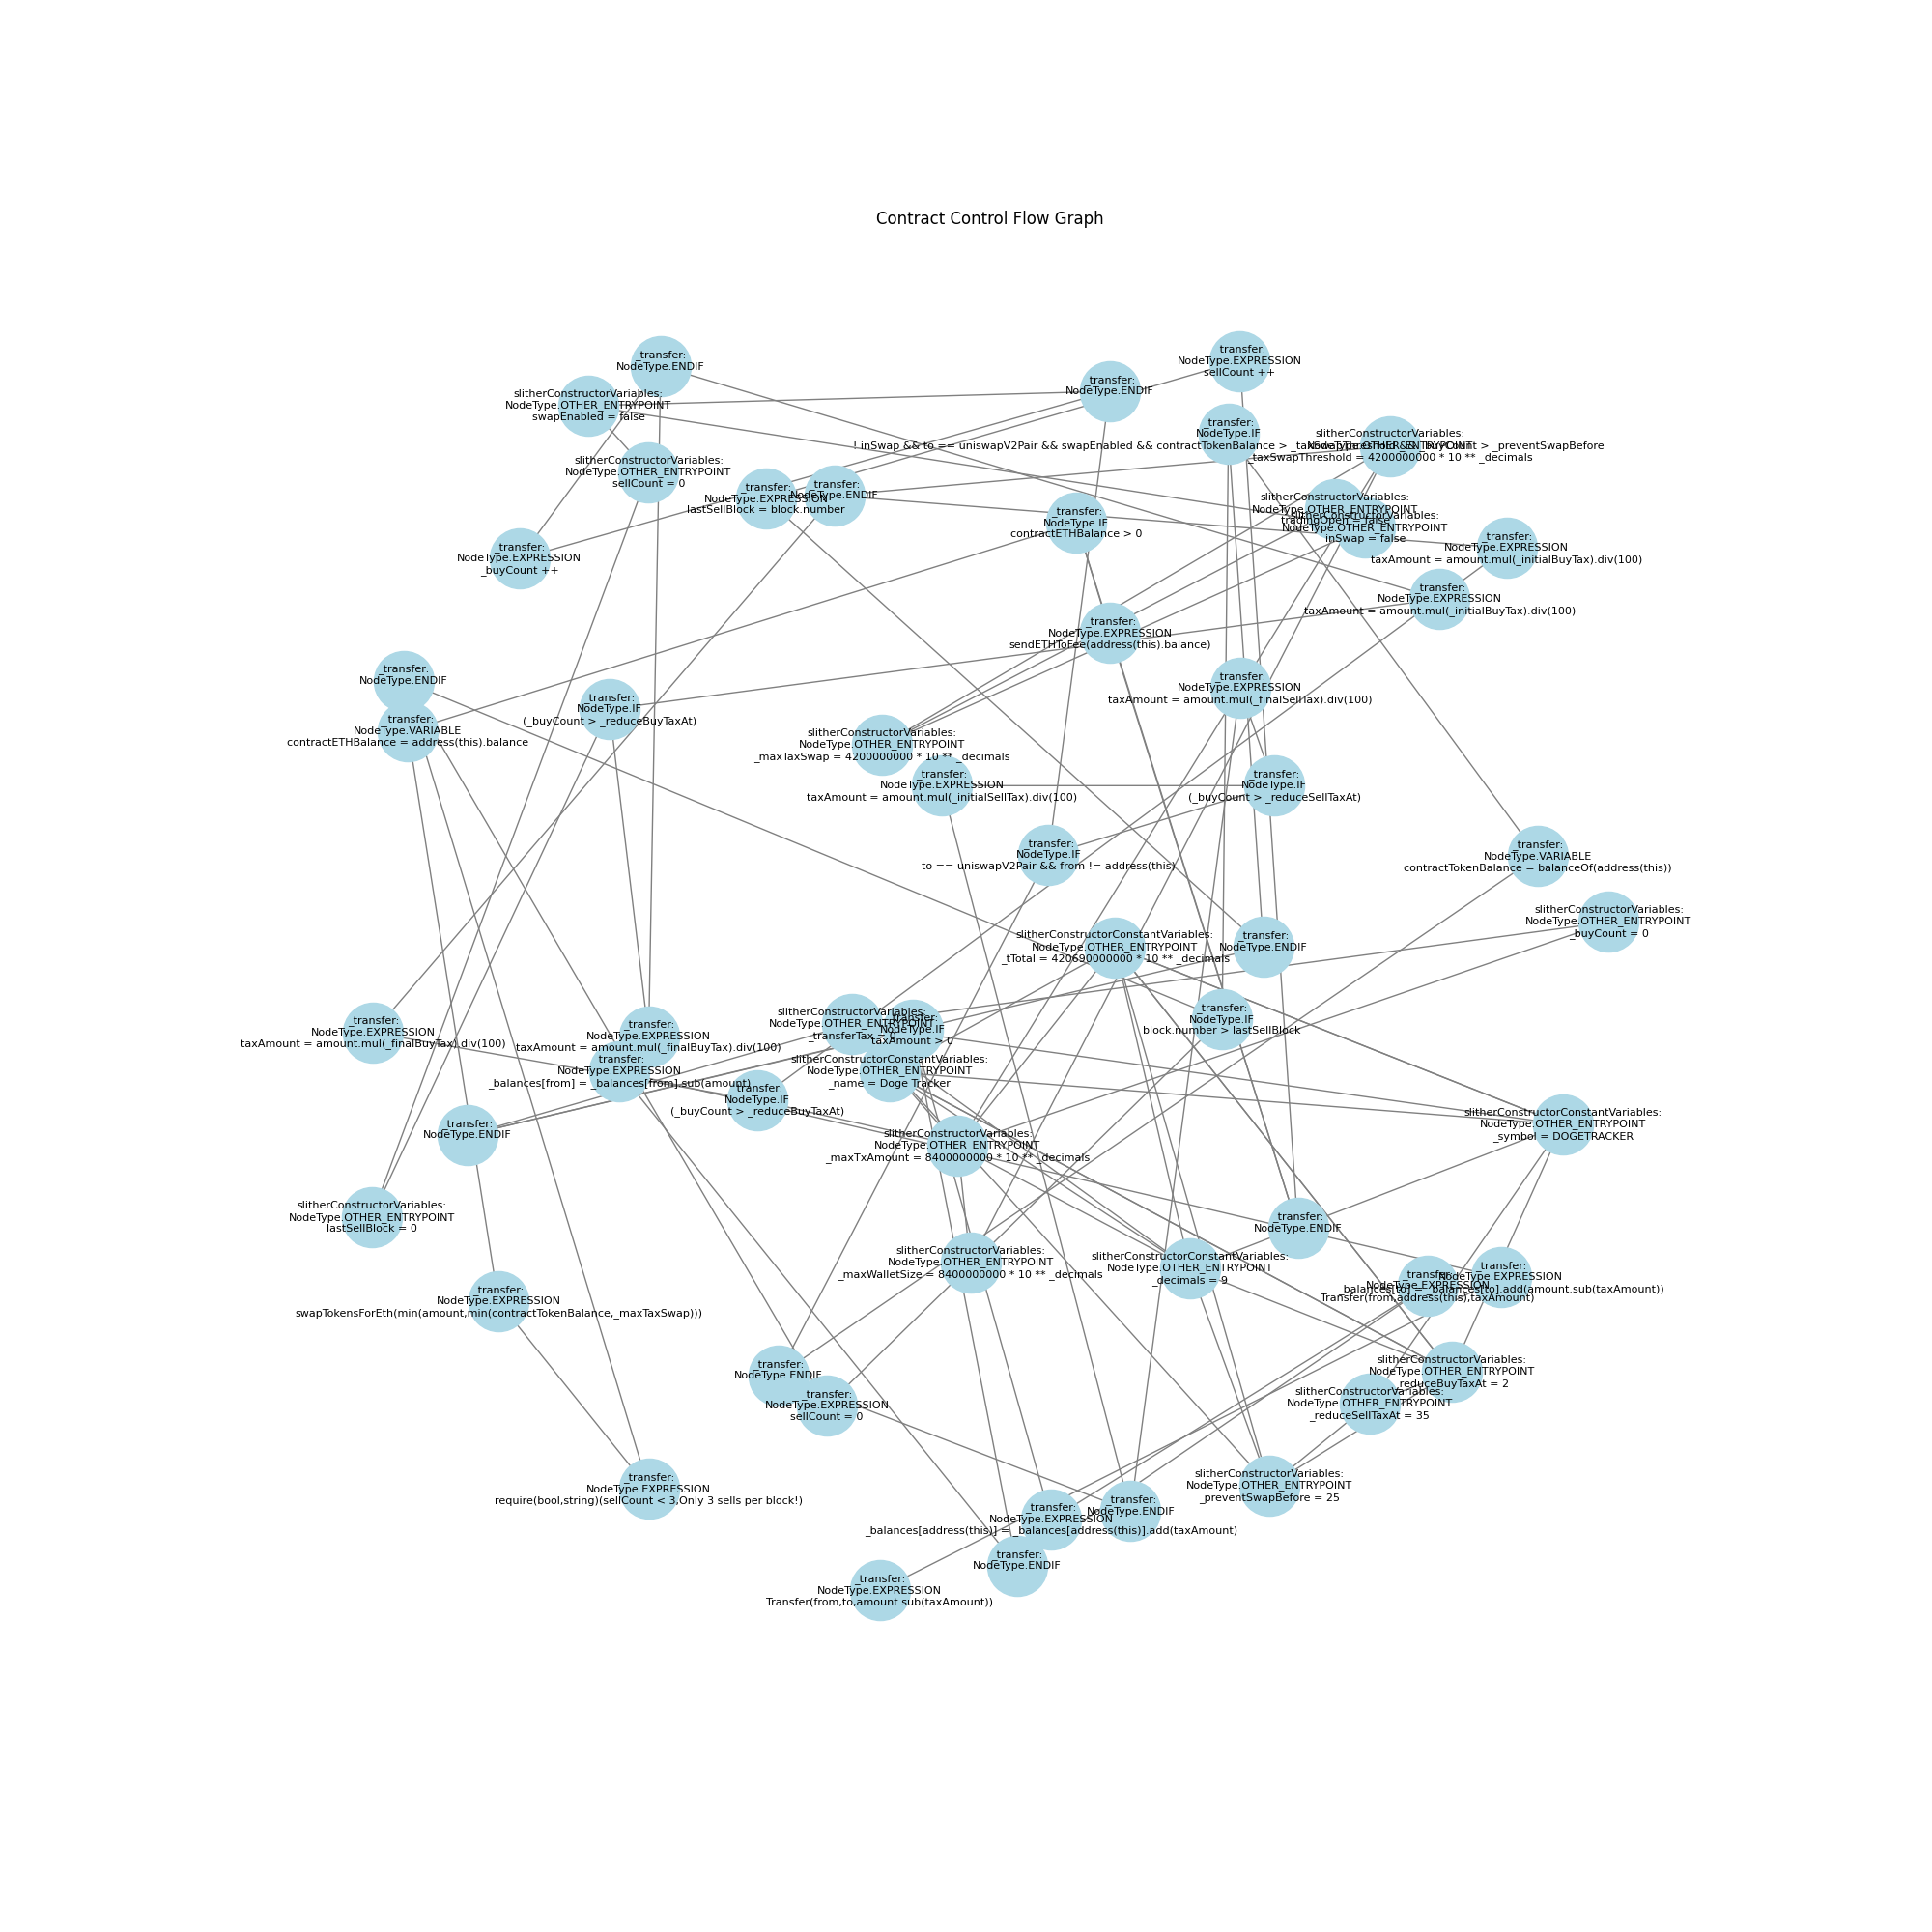 Contract Control Flow Graph
_transfer:
NodeType.ENDIF
_transfer:
NodeType.EXPRESSION
sellCount ++
slitherConstructorVariables:
NodeType.OTHER_ENTRYPOINT
swapEnabled = false
_transfer:
NodeType.ENDIF
_transfer:
NodeType.IF
! inSwap && to == uniswapV2Pair && swapEnabled && contractTokenBalance > _taxSwapThreshold && _buyCount > _preventSwapBefore
slitherConstructorVariables:
NodeType.OTHER_ENTRYPOINT
_taxSwapThreshold = 4200000000 * 10 ** _decimals
slitherConstructorVariables:
NodeType.OTHER_ENTRYPOINT
sellCount = 0
_transfer:
NodeType.EXPRESSION
lastSellBlock = block.number
_transfer:
NodeType.ENDIF
slitherConstructorVariables:
NodeType.OTHER_ENTRYPOINT
tradingOpen = false
slitherConstructorVariables:
NodeType.OTHER_ENTRYPOINT
inSwap = false
_transfer:
NodeType.IF
contractETHBalance > 0
_transfer:
NodeType.EXPRESSION
taxAmount = amount.mul(_initialBuyTax).div(100)
_transfer:
NodeType.EXPRESSION
_buyCount ++
_transfer:
NodeType.EXPRESSION
taxAmount = amount.mul(_initialBuyTax).div(100)
_transfer:
NodeType.EXPRESSION
sendETHToFee(address(this).balance)
_transfer:
NodeType.ENDIF
_transfer:
NodeType.EXPRESSION
taxAmount = amount.mul(_finalSellTax).div(100)
_transfer:
NodeType.IF
(_buyCount > _reduceBuyTaxAt)
_transfer:
NodeType.VARIABLE
contractETHBalance = address(this).balance
slitherConstructorVariables:
NodeType.OTHER_ENTRYPOINT
_maxTaxSwap = 4200000000 * 10 ** _decimals
_transfer:
NodeType.EXPRESSION
taxAmount = amount.mul(_initialSellTax).div(100)
_transfer:
NodeType.IF
(_buyCount > _reduceSellTaxAt)
_transfer:
NodeType.IF
to == uniswapV2Pair && from != address(this)
_transfer:
NodeType.VARIABLE
contractTokenBalance = balanceOf(address(this))
slitherConstructorVariables:
NodeType.OTHER_ENTRYPOINT
_buyCount = 0
slitherConstructorConstantVariables:
NodeType.OTHER_ENTRYPOINT
_tTotal = 420690000000 * 10 ** _decimals
_transfer:
NodeType.ENDIF
slitherConstructorVariables:
NodeType.OTHER_ENTRYPOINT
_transferTax = 0
_transfer:
NodeType.IF
taxAmount > 0
_transfer:
NodeType.IF
block.number > lastSellBlock
_transfer:
NodeType.EXPRESSION
taxAmount = amount.mul(_finalBuyTax).div(100)
_transfer:
NodeType.EXPRESSION
taxAmount = amount.mul(_finalBuyTax).div(100)
_transfer:
NodeType.EXPRESSION
_balances[from] = _balances[from].sub(amount)
slitherConstructorConstantVariables:
NodeType.OTHER_ENTRYPOINT
_name = Doge Tracker
_transfer:
NodeType.IF
(_buyCount > _reduceBuyTaxAt)
_transfer:
NodeType.ENDIF
slitherConstructorConstantVariables:
NodeType.OTHER_ENTRYPOINT
_symbol = DOGETRACKER
slitherConstructorVariables:
NodeType.OTHER_ENTRYPOINT
_maxTxAmount = 8400000000 * 10 ** _decimals
slitherConstructorVariables:
NodeType.OTHER_ENTRYPOINT
lastSellBlock = 0
_transfer:
NodeType.ENDIF
slitherConstructorVariables:
NodeType.OTHER_ENTRYPOINT
_maxWalletSize = 8400000000 * 10 ** _decimals
slitherConstructorConstantVariables:
NodeType.OTHER_ENTRYPOINT
_decimals = 9
_transfer:
NodeType.EXPRESSION
_balances[to] = _balances[to].add(amount.sub(taxAmount))
_transfer:
NodeType.EXPRESSION
Transfer(from,address(this),taxAmount)
_transfer:
NodeType.EXPRESSION
swapTokensForEth(min(amount,min(contractTokenBalance,_maxTaxSwap)))
_transfer:
NodeType.ENDIF
slitherConstructorVariables:
NodeType.OTHER_ENTRYPOINT
_reduceBuyTaxAt = 2
_transfer:
NodeType.EXPRESSION
sellCount = 0
slitherConstructorVariables:
NodeType.OTHER_ENTRYPOINT
_reduceSellTaxAt = 35
_transfer:
NodeType.EXPRESSION
require(bool,string)(sellCount < 3,Only 3 sells per block!)
slitherConstructorVariables:
NodeType.OTHER_ENTRYPOINT
_preventSwapBefore = 25
_transfer:
NodeType.ENDIF
_transfer:
NodeType.EXPRESSION
_balances[address(this)] = _balances[address(this)].add(taxAmount)
_transfer:
NodeType.ENDIF
_transfer:
NodeType.EXPRESSION
Transfer(from,to,amount.sub(taxAmount))